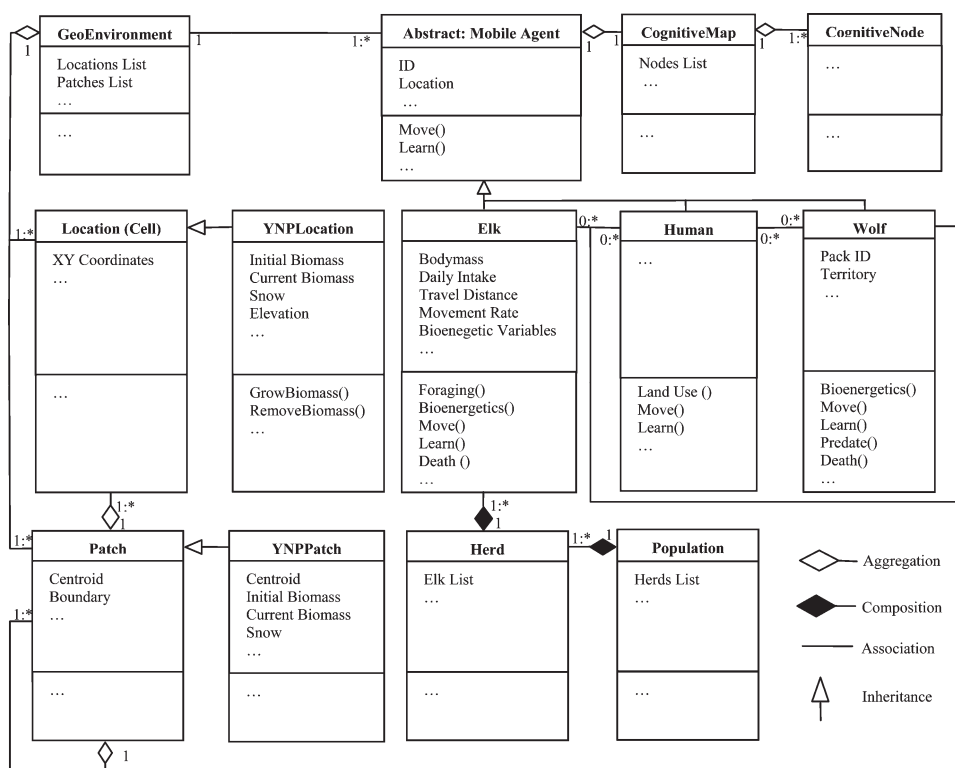 GeoEnvironment
Locations List
Patches List
…
…
1
1
1:*
Abstract: Mobile Agent
ID
Location
…
Move()
Learn()
…
1
1
CognitiveMap
Nodes List
…
…
1
1:*
CognitiveNode
…
…
1:*
Location (Cell)
XY Coordinates
…
…
YNPLocation
Initial Biomass
Current Biomass
Snow
Elevation
…
GrowBiomass()
RemoveBiomass()
…
Elk
Bodymass
Daily Intake
Travel Distance
Movement Rate
Bioenegetic Variables
…
Foraging()
Bioenergetics()
Move()
Learn()
Death ()
…
0:*
0:*
Human
…
Land Use ()
Move()
Learn()
…
0:*
0:*
Wolf
Pack ID
Territory
…
Bioenergetics()
Move()
Learn()
Predate()
Death()
…
1:*
1
1:*
Patch
Centroid
Boundary
…
…
1:*
1
YNPPatch
Centroid
Initial Biomass
Current Biomass
Snow
…
…
1:*
1
Herd
Elk List
…
…
1:*
1
Population
Herds List
…
…
Aggregation
Composition
Association
Inheritance